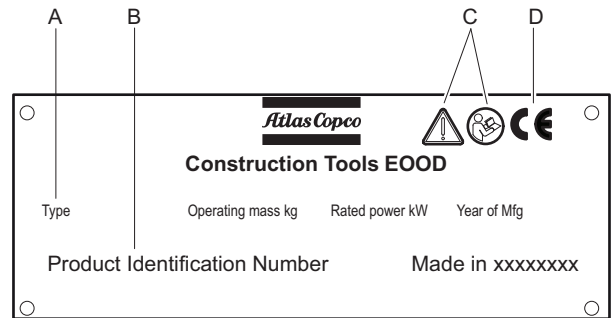 A B C D
Atlas Copco
CE
Construction Tools EOOD
Type Operating mass kg Rated power kW Year of Mfg
Product Identification Number Made in xxxxxxxx